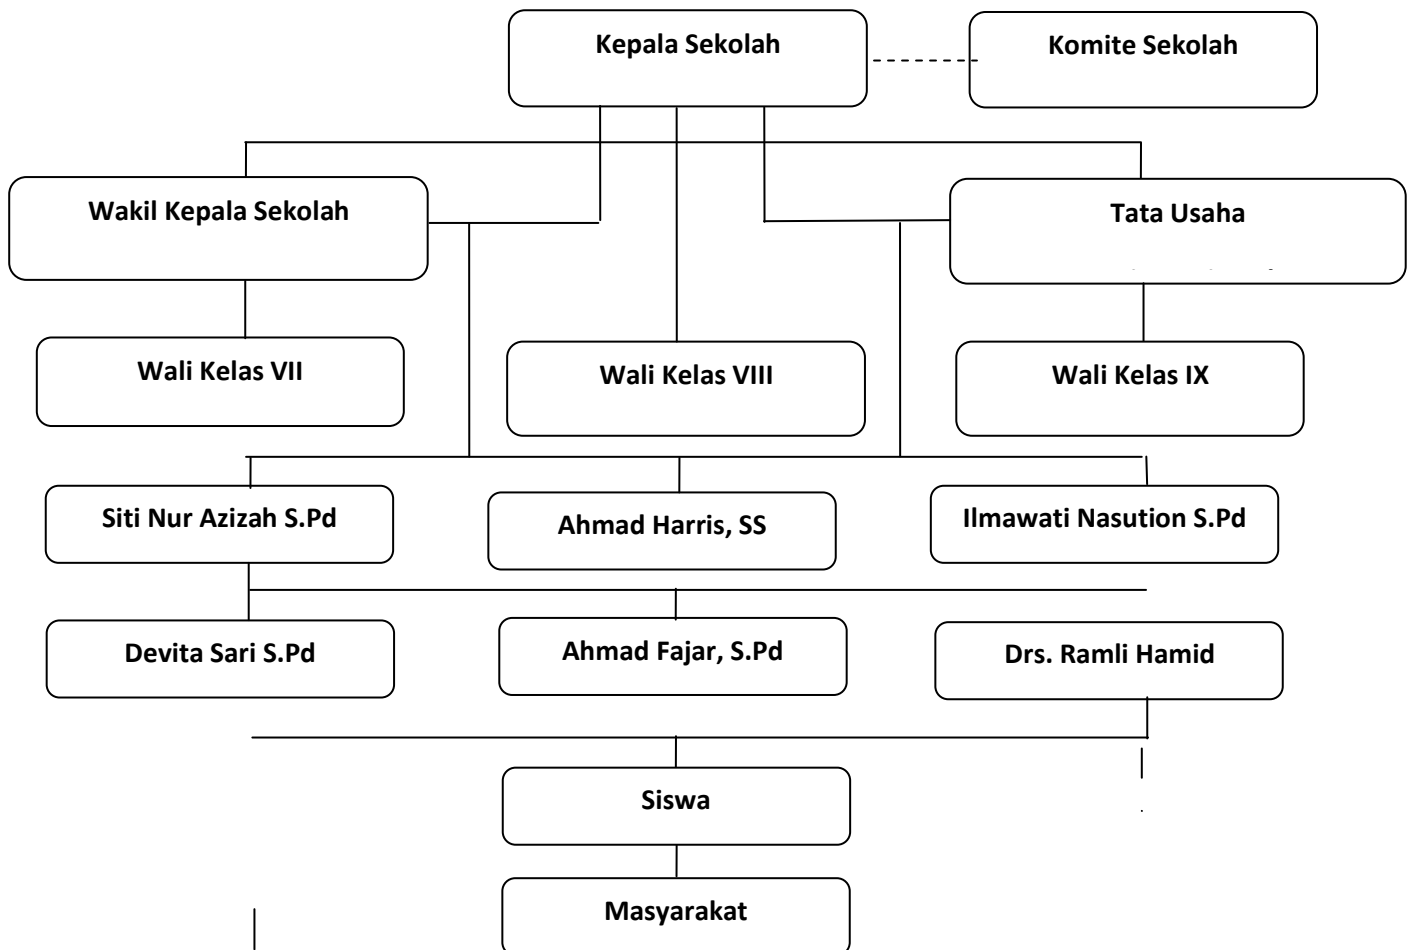 Kepala Sekolah
Komite Sekolah
Wakil Kepala Sekolah
Tata Usaha
Wali Kelas VII
Wali Kelas VIII
Wali Kelas IX
Siti Nur Azizah S.Pd
Ahmad Harris, SS
Ilmawati Nasution S.Pd
Devita Sari S.Pd
Ahmad Fajar, S.Pd
Drs. Ramli Hamid
Siswa
Masyarakat